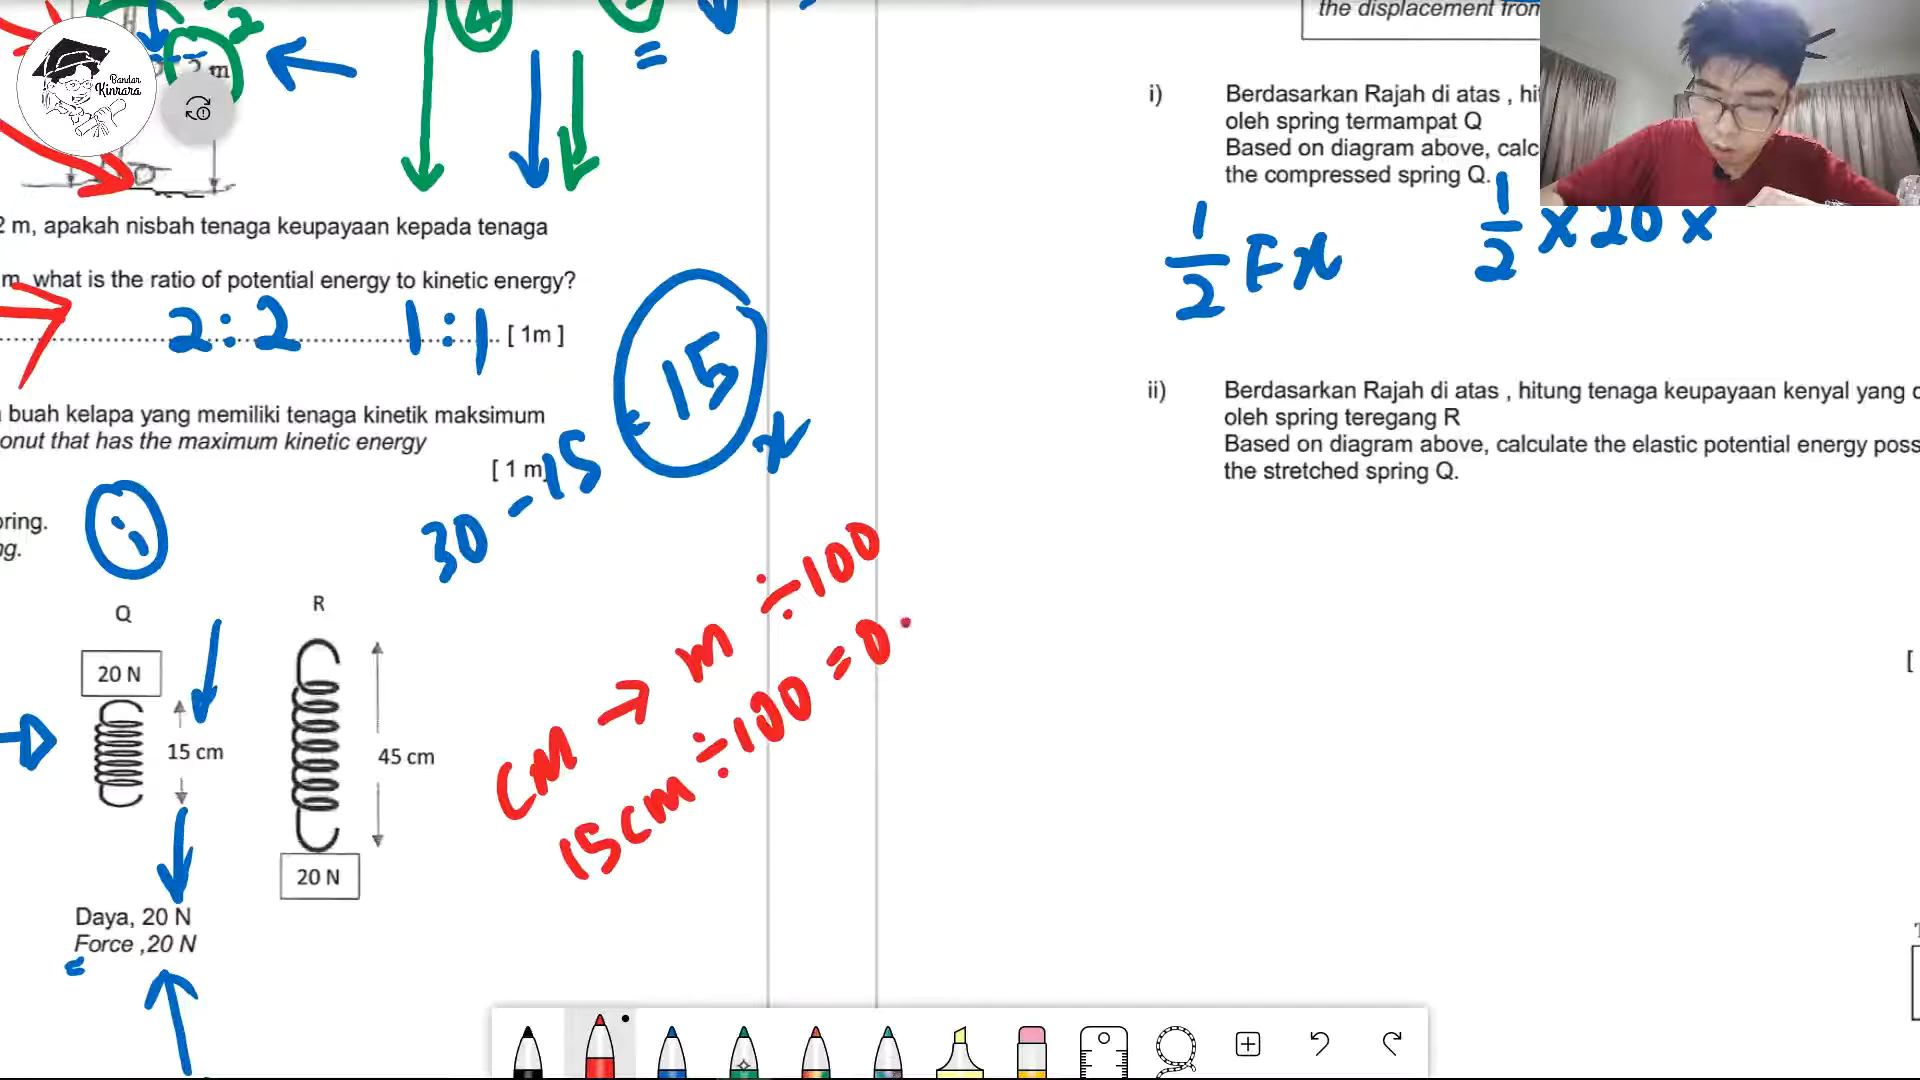 the displacement fron
Bandar
Kinrara
2
2 m
4
2 m, apakah nisbah tenaga keupayaan kepada tenaga
m, what is the ratio of potential energy to kinetic energy?
2:2 1:1 [ 1m ]
buah kelapa yang memiliki tenaga kinetik maksimum
onut that has the maximum kinetic energy
[ 1 m]
30 - 15 = 15
x
ring.
g.
Q
R
20 N
15 cm
45 cm
20 N
Daya, 20 N
Force ,20 N
cm → m ÷100
15cm ÷100 = 0.
i) Berdasarkan Rajah di atas , hit
oleh spring termampat Q
Based on diagram above, calc
the compressed spring Q.
1/2 Fx 1/2 x 20 x
ii) Berdasarkan Rajah di atas , hitung tenaga keupayaan kenyal yang d
oleh spring teregang R
Based on diagram above, calculate the elastic potential energy poss
the stretched spring Q.
[